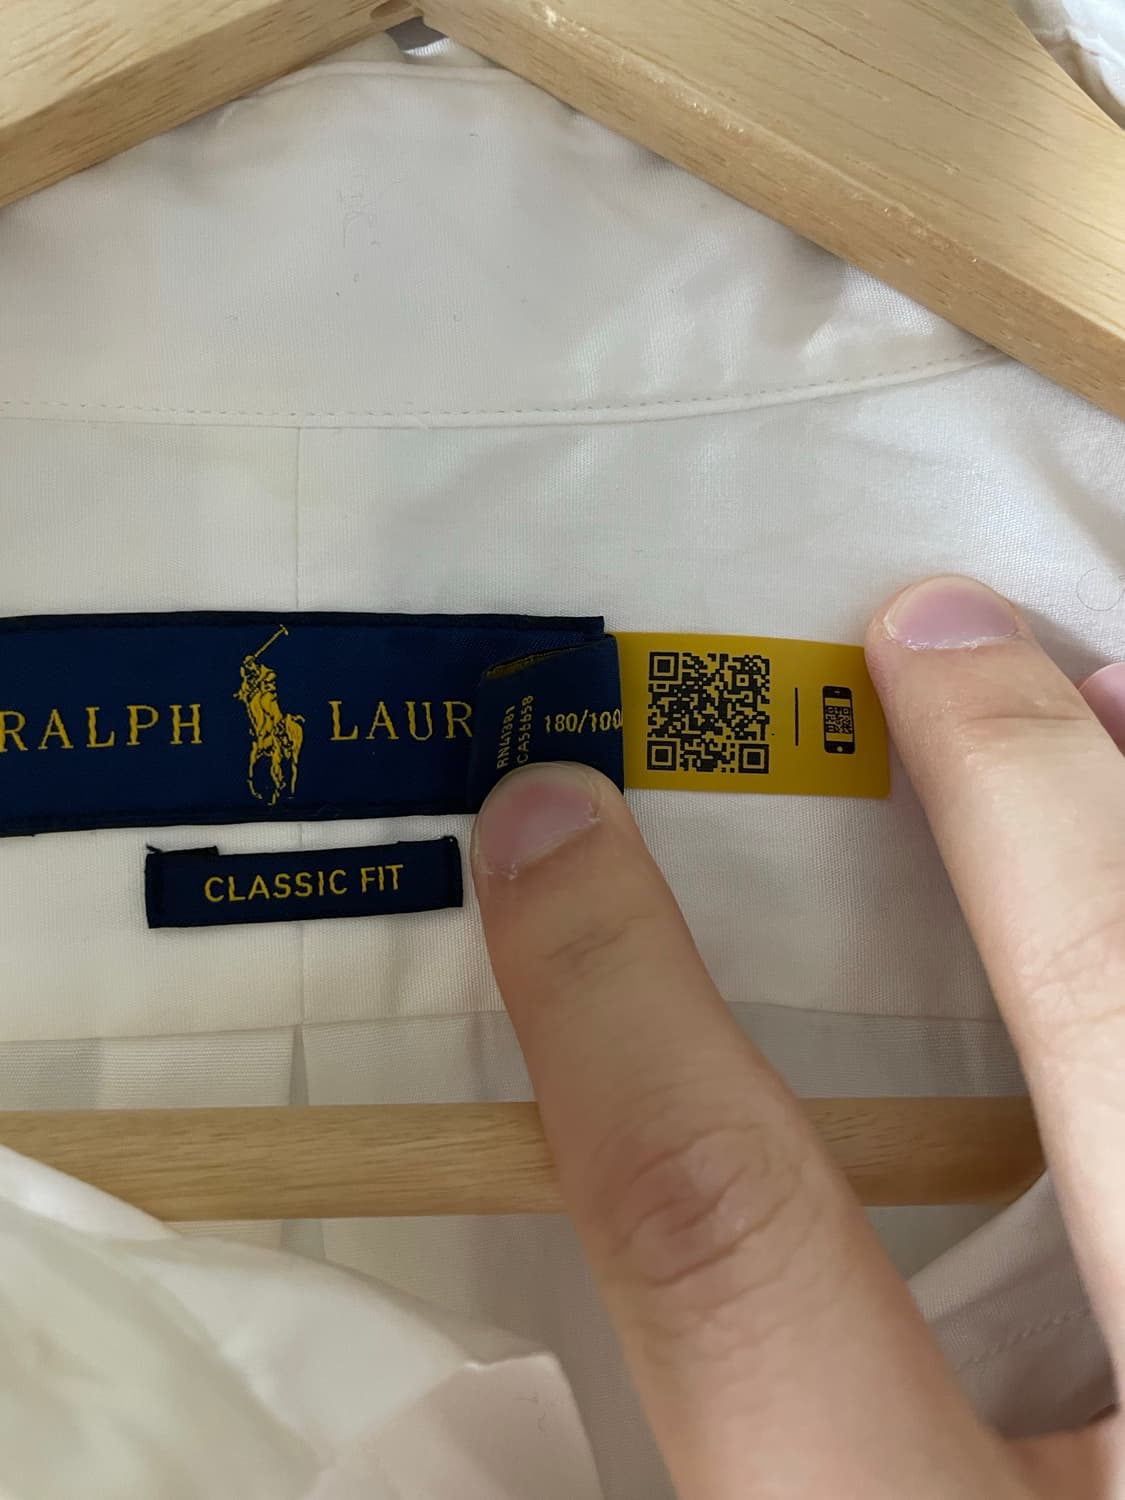 RALPH LAUR
RN41381
CA56658
180/100
CLASSIC FIT